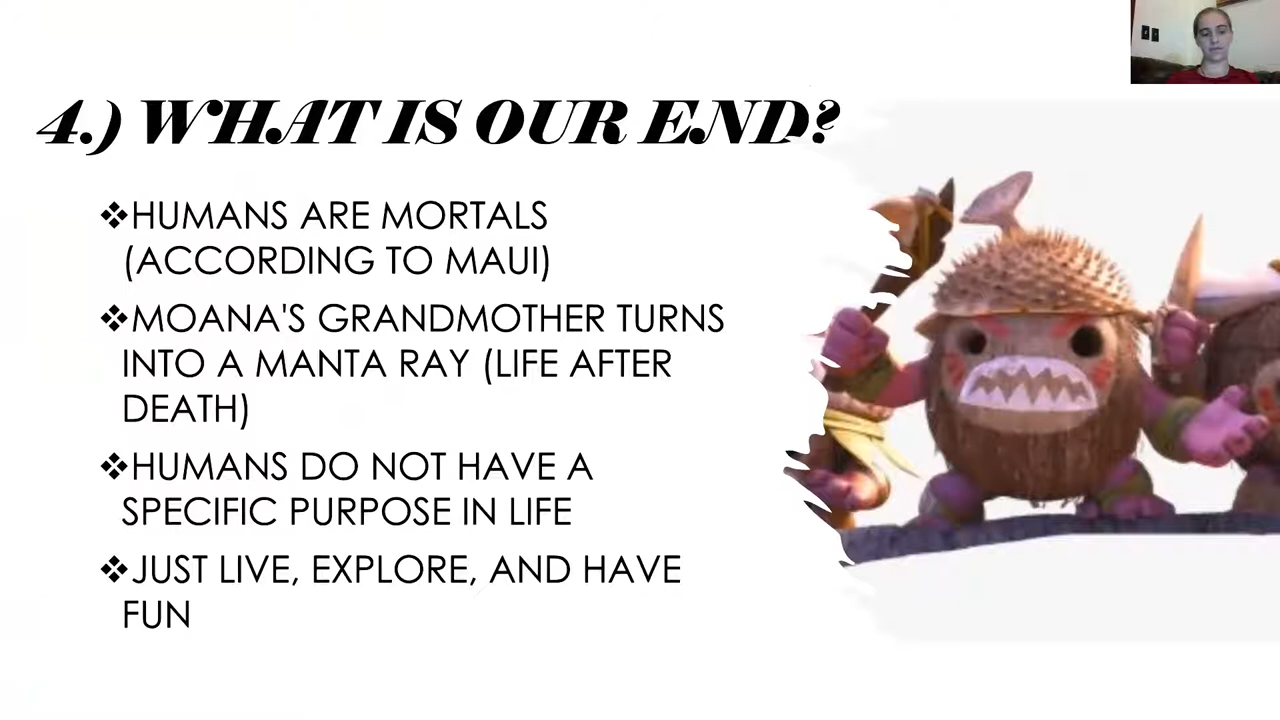 4.) WHAT IS OUR END?
❖HUMANS ARE MORTALS
(ACCORDING TO MAUI)
❖MOANA'S GRANDMOTHER TURNS
INTO A MANTA RAY (LIFE AFTER
DEATH)
❖HUMANS DO NOT HAVE A
SPECIFIC PURPOSE IN LIFE
❖JUST LIVE, EXPLORE, AND HAVE
FUN